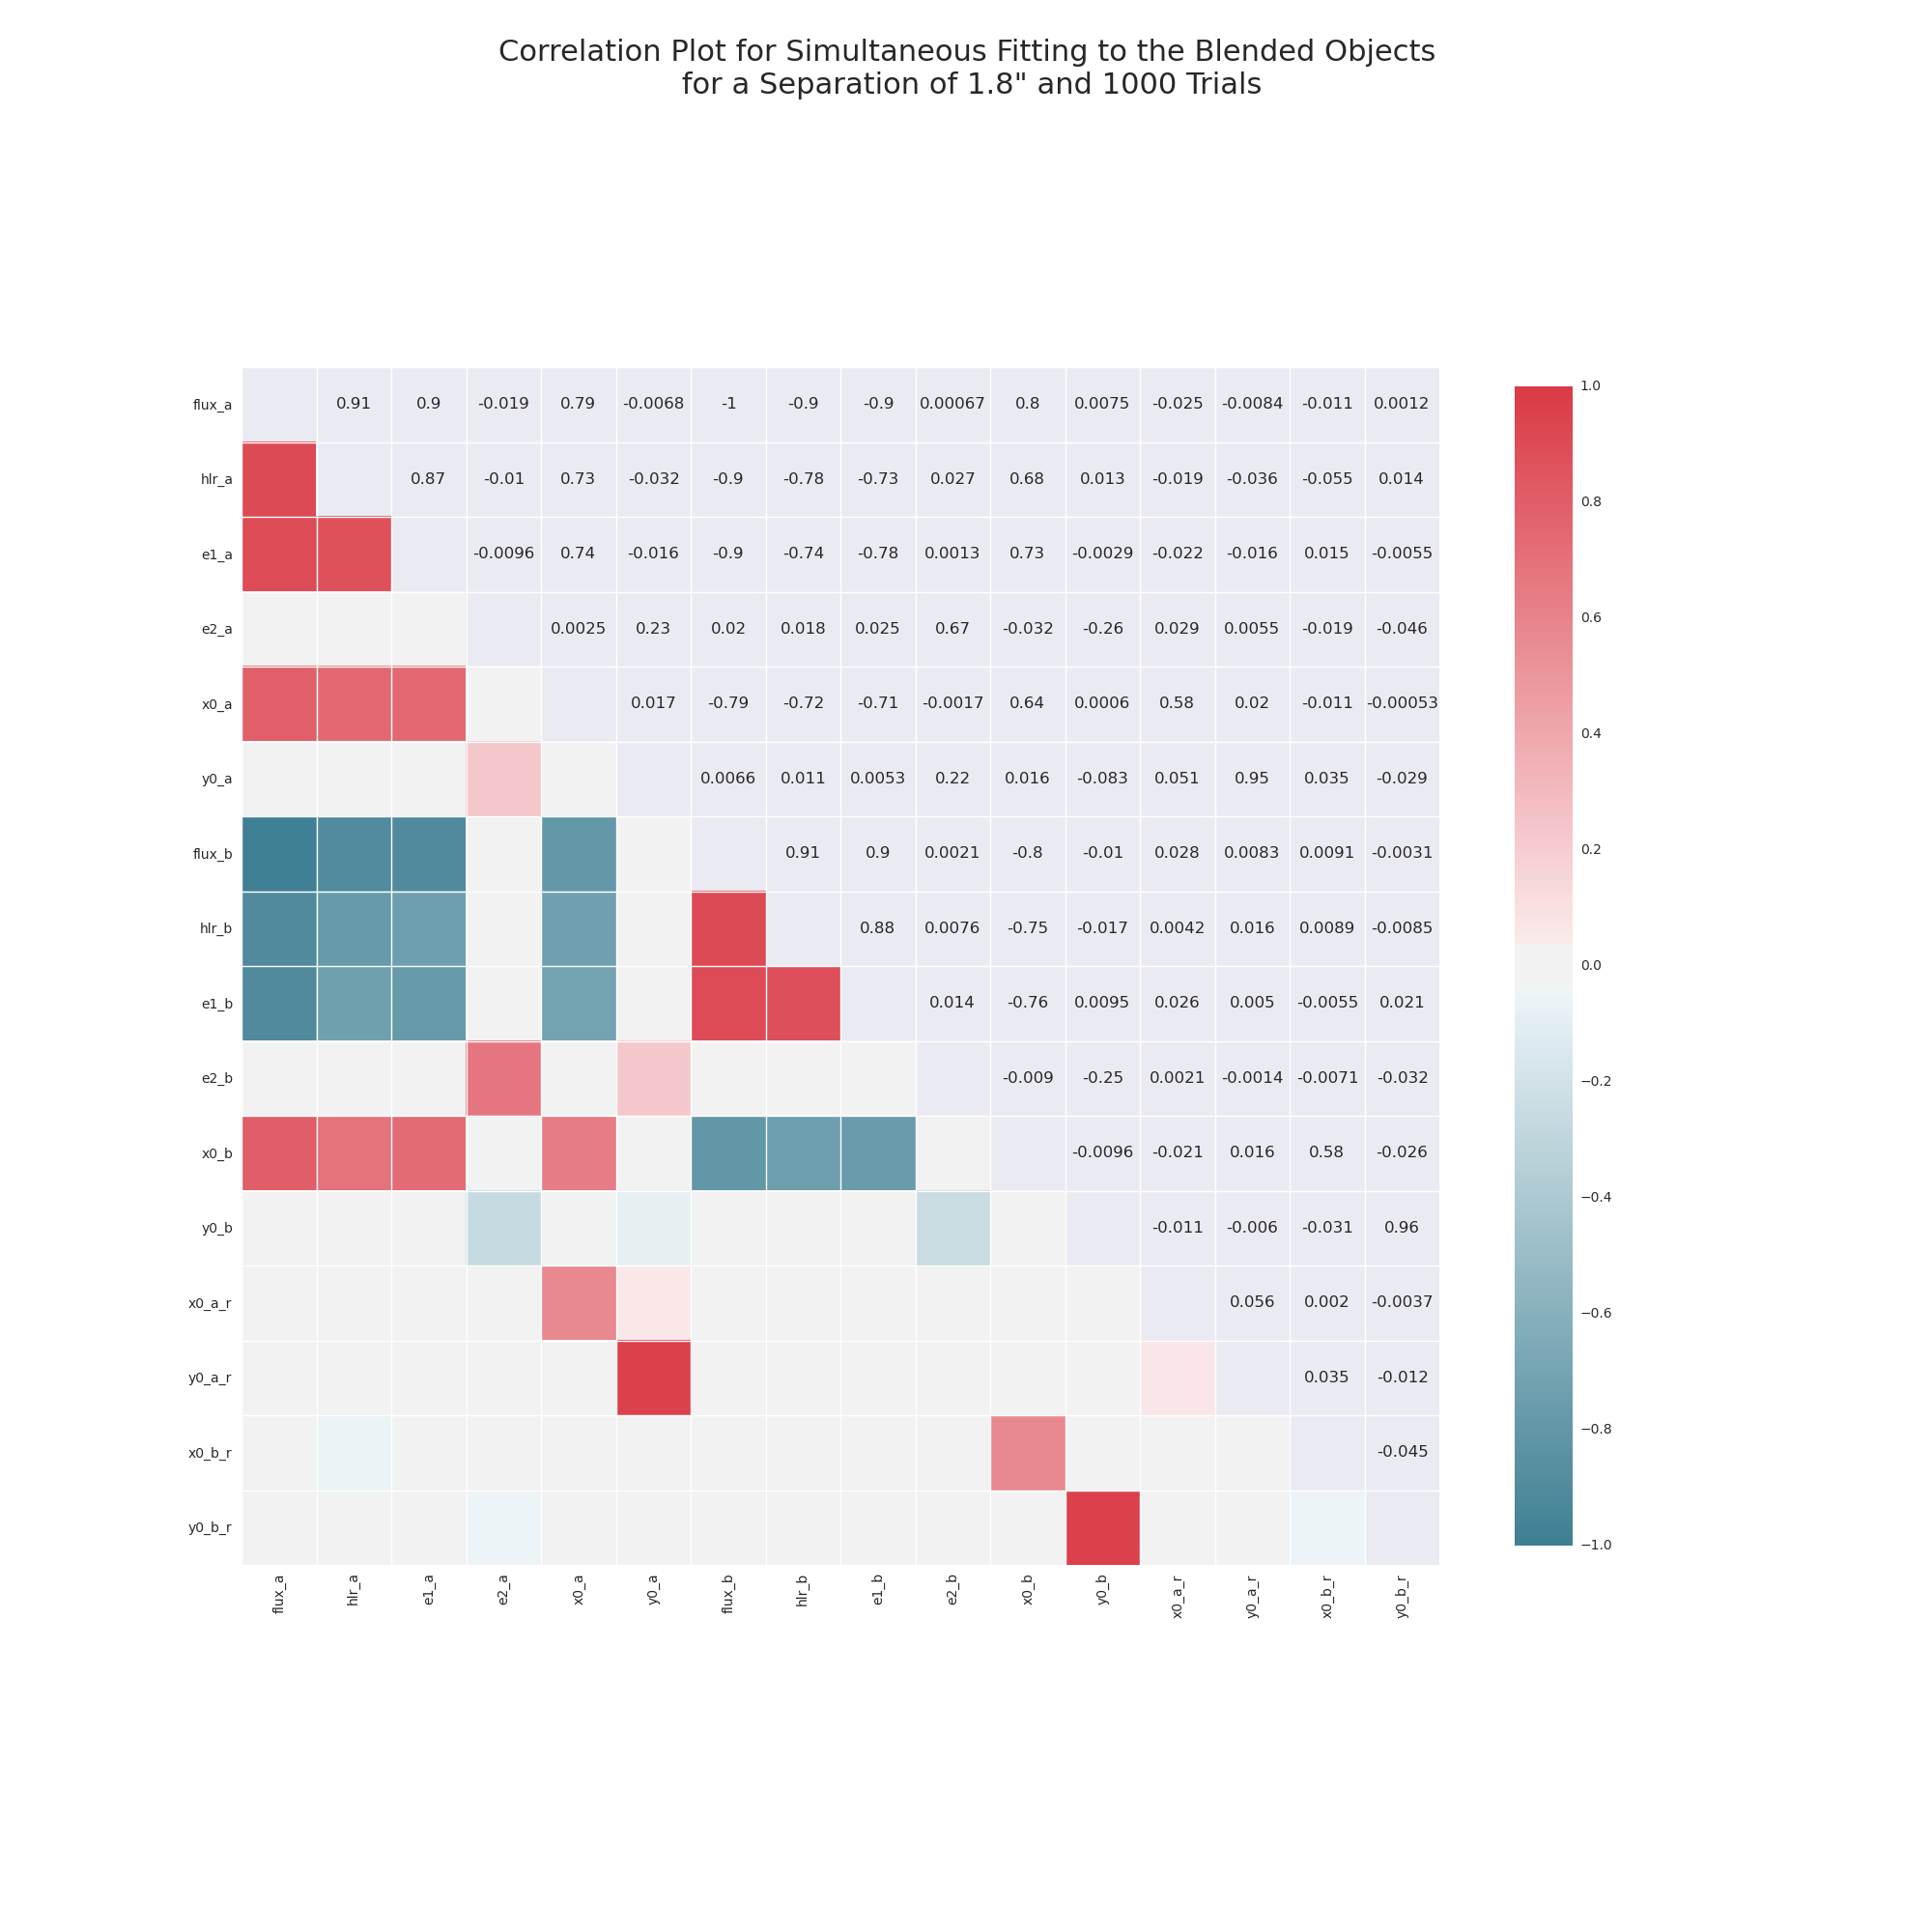 Correlation Plot for Simultaneous Fitting to the Blended Objects
for a Separation of 1.8" and 1000 Trials
flux_a 0.91 0.9 -0.019 0.79 -0.0068 -1 -0.9 -0.9 0.00067 0.8 0.0075 -0.025 -0.0084 -0.011 0.0012
hlr_a 0.87 -0.01 0.73 -0.032 -0.9 -0.78 -0.73 0.027 0.68 0.013 -0.019 -0.036 -0.055 0.014
e1_a -0.0096 0.74 -0.016 -0.9 -0.74 -0.78 0.0013 0.73 -0.0029 -0.022 -0.016 0.015 -0.0055
e2_a 0.0025 0.23 0.02 0.018 0.025 0.67 -0.032 -0.26 0.029 0.0055 -0.019 -0.046
x0_a 0.017 -0.79 -0.72 -0.71 -0.0017 0.64 0.0006 0.58 0.02 -0.011 -0.00053
y0_a 0.0066 0.011 0.0053 0.22 0.016 -0.083 0.051 0.95 0.035 -0.029
flux_b 0.91 0.9 0.0021 -0.8 -0.01 0.028 0.0083 0.0091 -0.0031
hlr_b 0.88 0.0076 -0.75 -0.017 0.0042 0.016 0.0089 -0.0085
e1_b 0.014 -0.76 0.0095 0.026 0.005 -0.0055 0.021
e2_b -0.009 -0.25 0.0021 -0.0014 -0.0071 -0.032
x0_b -0.0096 -0.021 0.016 0.58 -0.026
y0_b -0.011 -0.006 -0.031 0.96
x0_a_r 0.056 0.002 -0.0037
y0_a_r 0.035 -0.012
x0_b_r -0.045
y0_b_r
flux_a hlr_a e1_a e2_a x0_a y0_a flux_b hlr_b e1_b e2_b x0_b y0_b x0_a_r y0_a_r x0_b_r y0_b_r
1.0
0.8
0.6
0.4
0.2
0.0
−0.2
−0.4
−0.6
−0.8
−1.0